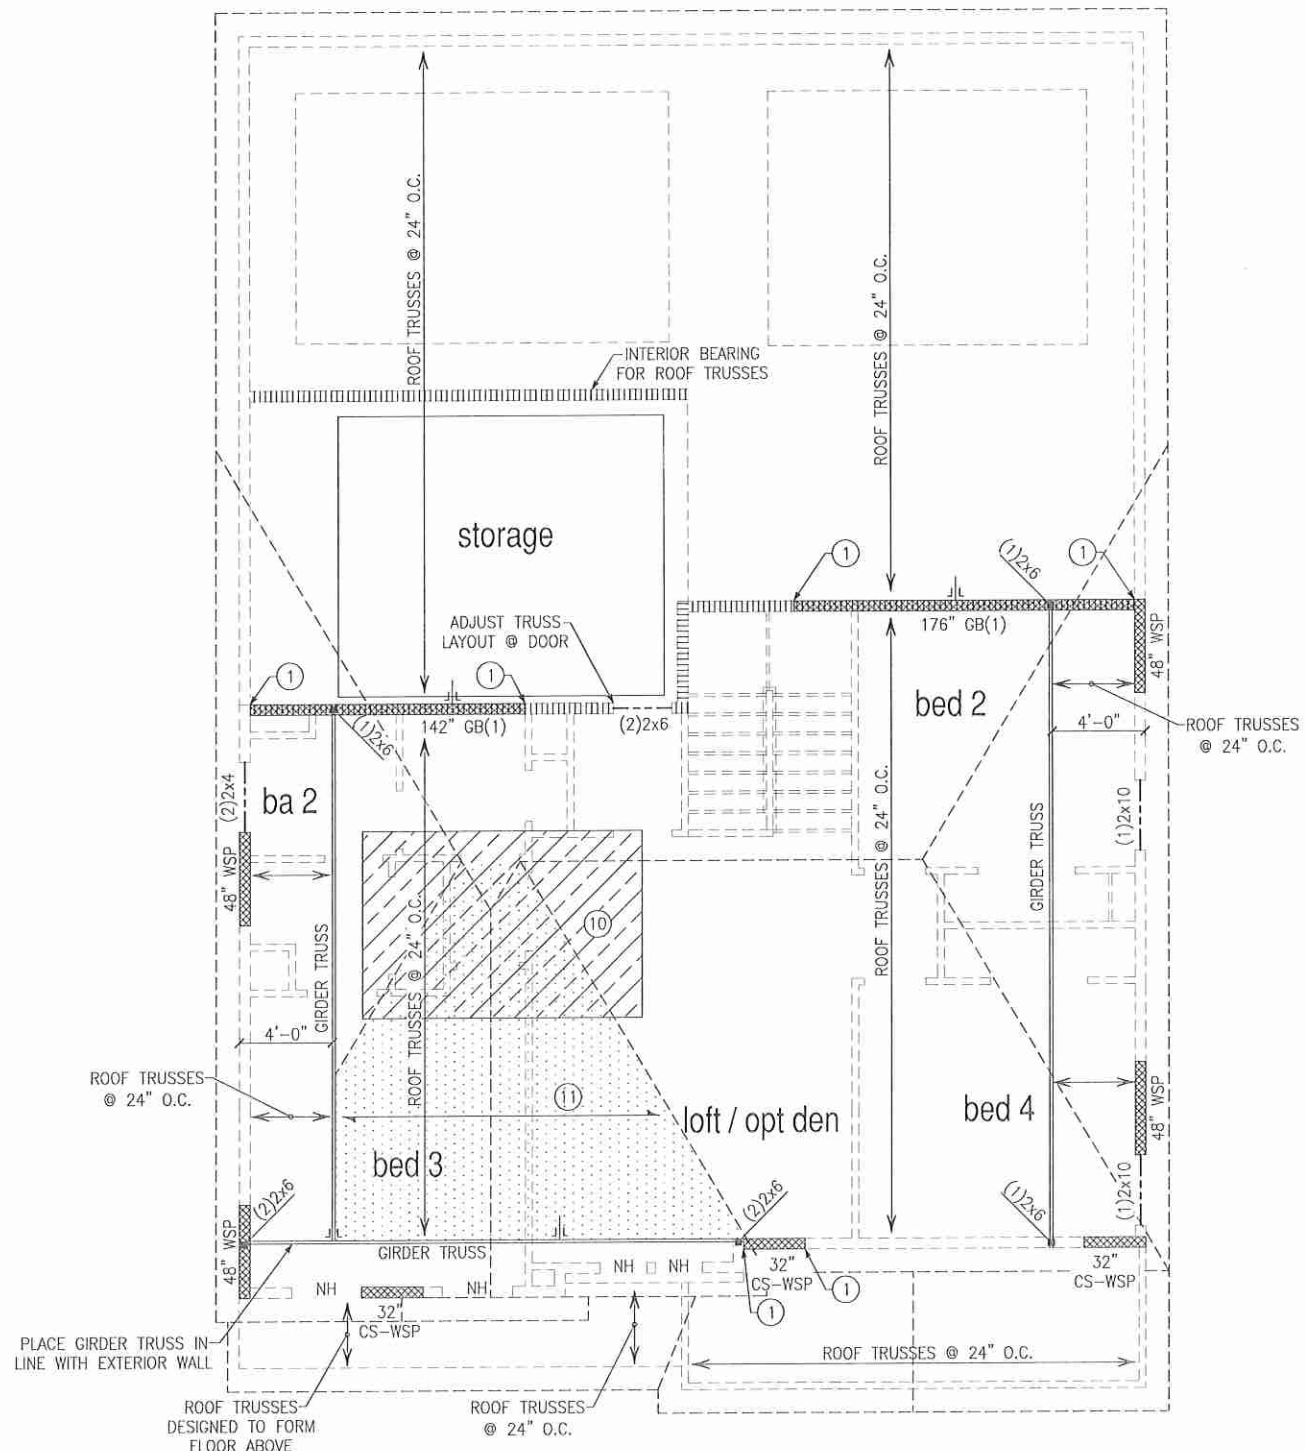 ROOF TRUSSES @ 24" O.C.
ROOF TRUSSES @ 24" O.C.
INTERIOR BEARING
FOR ROOF TRUSSES
storage
1
(1)2x6
1
ADJUST TRUSS
LAYOUT @ DOOR
176" GB(1)
48" WSP
1
1
bed 2
142" GB(1)
(2)2x6
(1)2x6
4'-0"
ROOF TRUSSES
@ 24" O.C.
(2)2x4
ba 2
(1)2x10
GIRDER TRUSS
48" WSP
ROOF TRUSSES @ 24" O.C.
ROOF TRUSSES @ 24" O.C.
10
GIRDER TRUSS
4'-0"
ROOF TRUSSES
@ 24" O.C.
11
loft / opt den
bed 4
48" WSP
bed 3
(2)2x6
(2)2x6
(1)2x6
(1)2x10
48" WSP
GIRDER TRUSS
NH
NH
NH
NH
32"
CS-WSP
32"
CS-WSP
1
1
32"
CS-WSP
PLACE GIRDER TRUSS IN
LINE WITH EXTERIOR WALL
ROOF TRUSSES @ 24" O.C.
ROOF TRUSSES
DESIGNED TO FORM
FLOOR ABOVE
ROOF TRUSSES
@ 24" O.C.